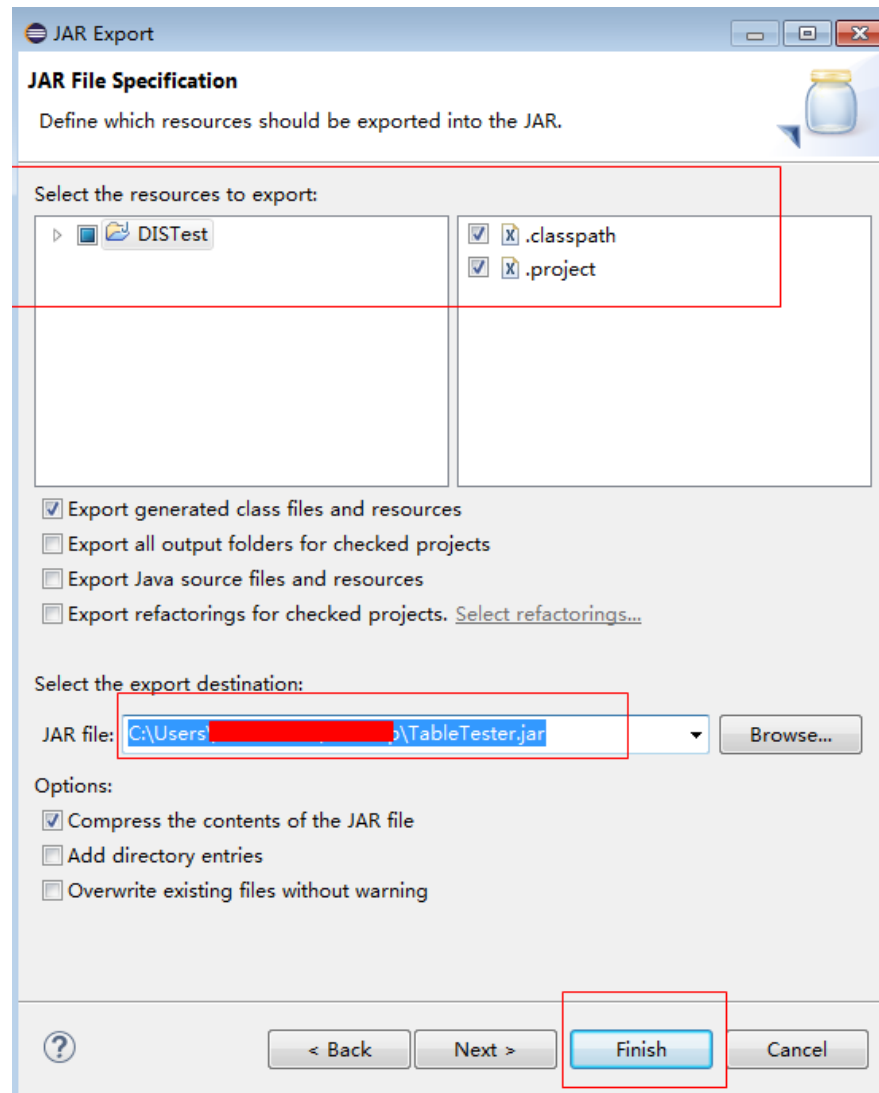 JAR Export
JAR File Specification
Define which resources should be exported into the JAR.
Select the resources to export:
DISTest
.classpath
.project
Export generated class files and resources
Export all output folders for checked projects
Export Java source files and resources
Export refactorings for checked projects. Select refactorings...
Select the export destination:
JAR file: C:\Users\ p\TableTester.jar Browse...
Options:
Compress the contents of the JAR file
Add directory entries
Overwrite existing files without warning
? < Back Next > Finish Cancel